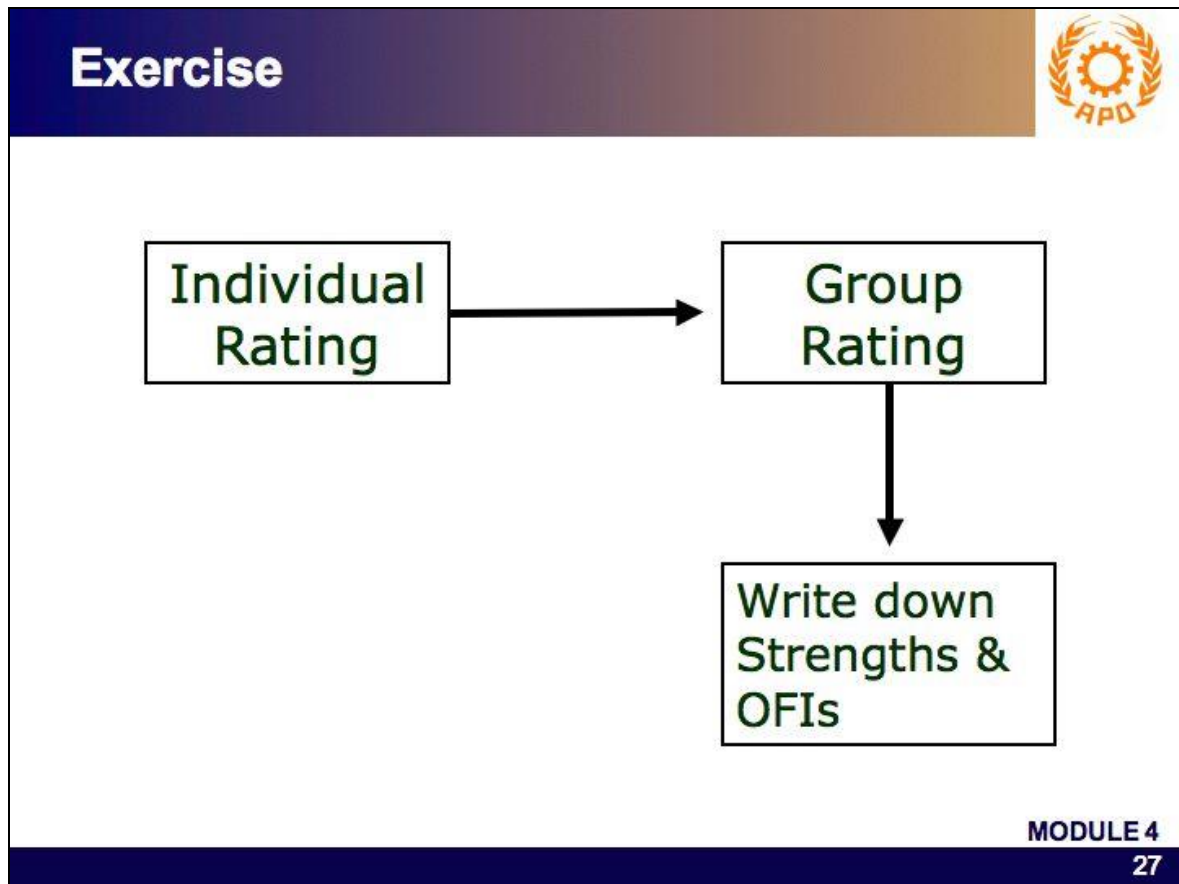 Exercise
APO
Individual
Rating
Group
Rating
Write down
Strengths &
OFIs
MODULE 4
27